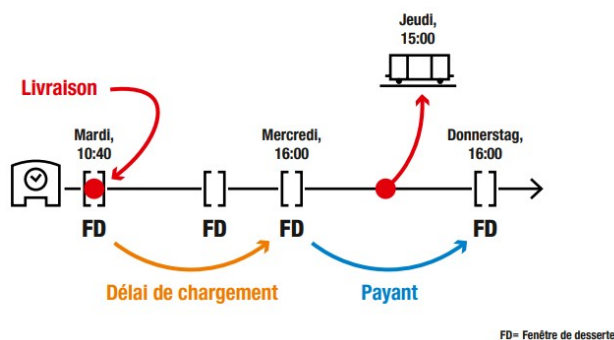 Jeudi,
15:00
Livraison
Mardi,
10:40
Mercredi,
16:00
Donnerstag,
16:00
FD
FD
FD
FD
Délai de chargement
Payant
FD= Fenêtre de desserte